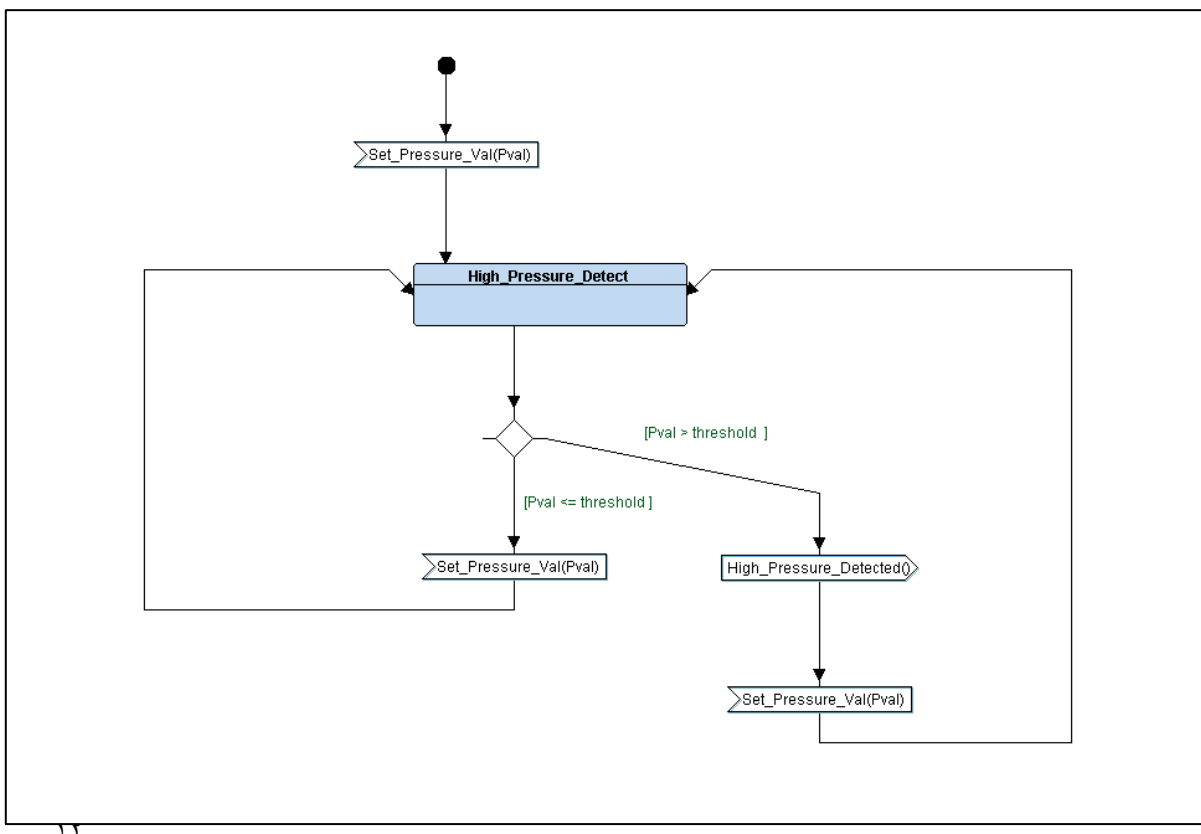 Set_Pressure_Val(Pval)
High_Pressure_Detect
[Pval > threshold ]
[Pval <= threshold ]
Set_Pressure_Val(Pval)
High_Pressure_Detected()
Set_Pressure_Val(Pval)